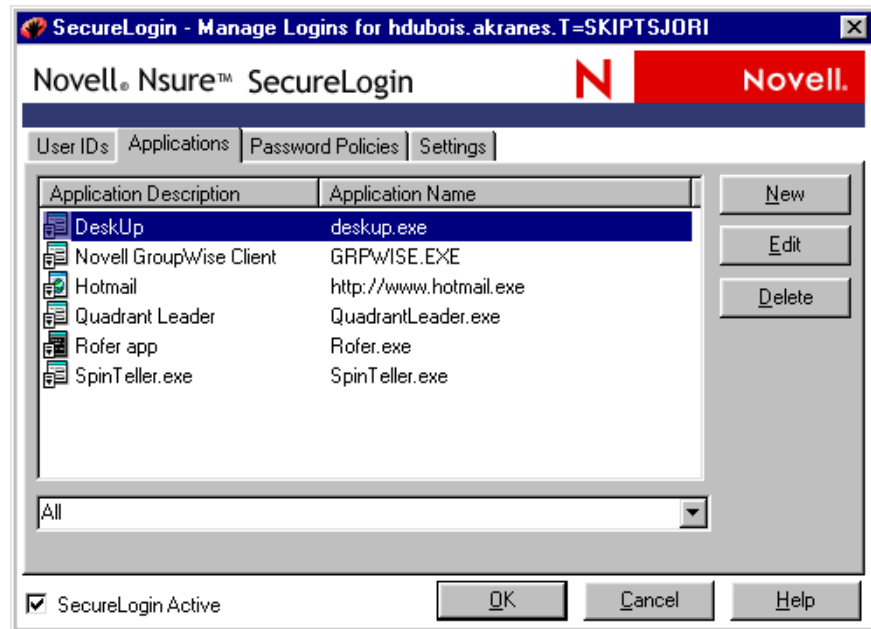 SecureLogin - Manage Logins for hdubois.akranes.T=SKIPTSJORI
Novell® Nsure™ SecureLogin N Novell®
User IDs Applications Password Policies Settings
Application Description Application Name New
DeskUp deskup.exe
Novell GroupWise Client GRPWISE.EXE Edit
Hotmail http://www.hotmail.exe Delete
Quadrant Leader QuadrantLeader.exe
Rofer app Rofer.exe
SpinTeller.exe SpinTeller.exe
All
SecureLogin Active OK Cancel Help